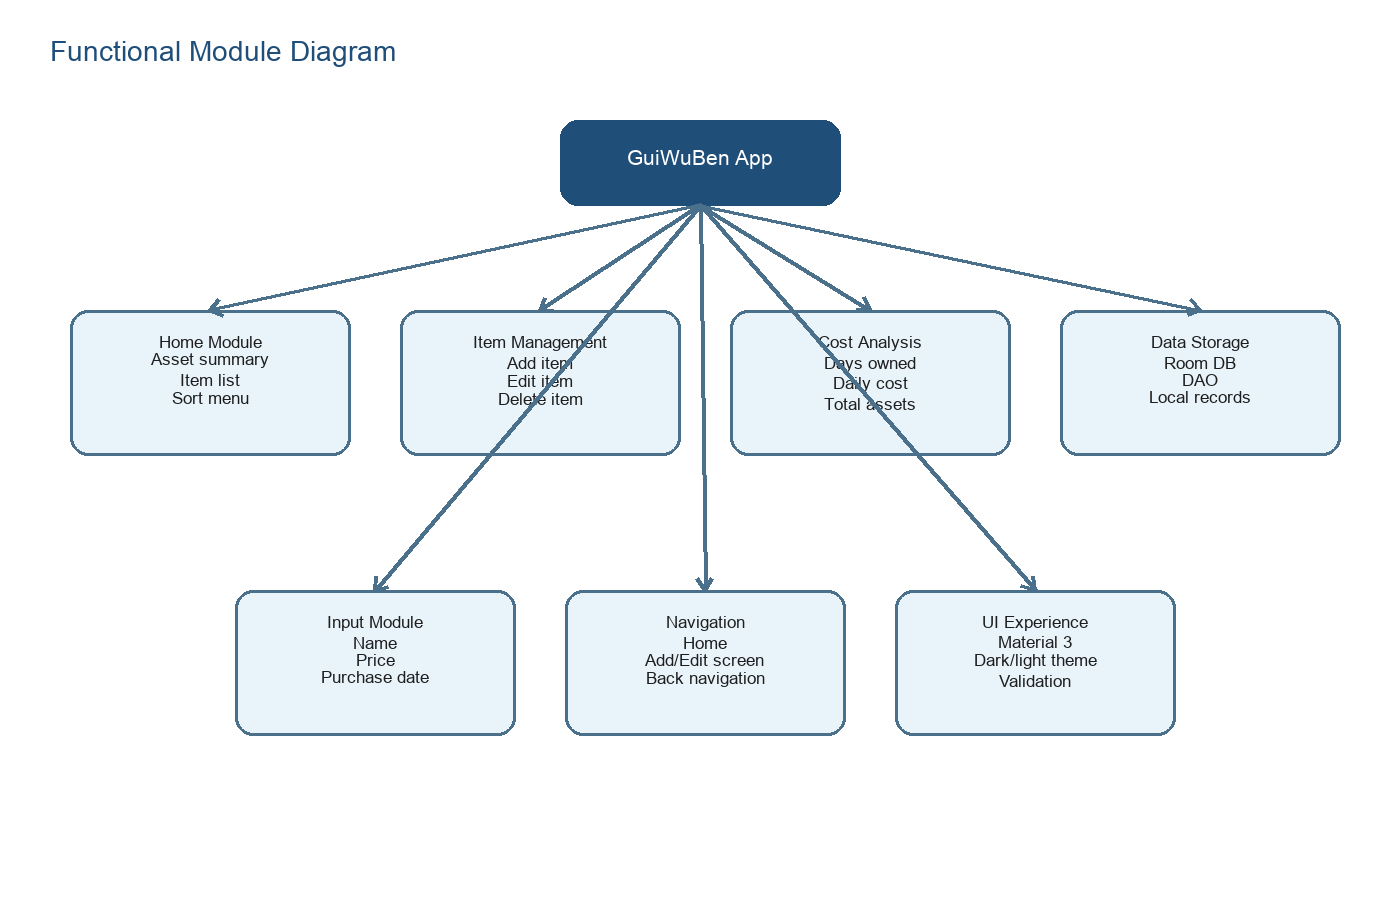 Functional Module Diagram
GuiWuBen App
Home Module
Asset summary
Item list
Sort menu
Item Management
Add item
Edit item
Delete item
Cost Analysis
Days owned
Daily cost
Total assets
Data Storage
Room DB
DAO
Local records
Input Module
Name
Price
Purchase date
Navigation
Home
Add/Edit screen
Back navigation
UI Experience
Material 3
Dark/light theme
Validation